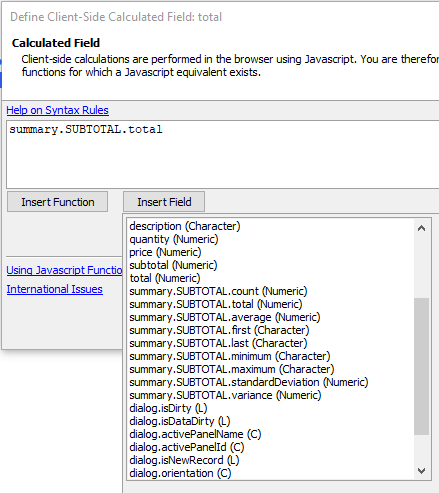 Define Client-Side Calculated Field: total
Calculated Field
Client-side calculations are performed in the browser using Javascript. You are
functions for which a Javascript equivalent exists.
Help on Syntax Rules
summary.SUBTOTAL.total
Insert Function
Insert Field
description (Character)
quantity (Numeric)
price (Numeric)
subtotal (Numeric)
total (Numeric)
summary.SUBTOTAL.count (Numeric)
summary.SUBTOTAL.total (Numeric)
summary.SUBTOTAL.average (Numeric)
summary.SUBTOTAL.first (Character)
summary.SUBTOTAL.last (Character)
summary.SUBTOTAL.minimum (Character)
summary.SUBTOTAL.maximum (Character)
summary.SUBTOTAL.standardDeviation (Numeric)
summary.SUBTOTAL.variance (Numeric)
dialog.isDirty (L)
dialog.isDataDirty (L)
dialog.activePanelName (C)
dialog.activePanelId (C)
dialog.isNewRecord (L)
dialog.orientation (C)
Using Javascript Functio
International Issues